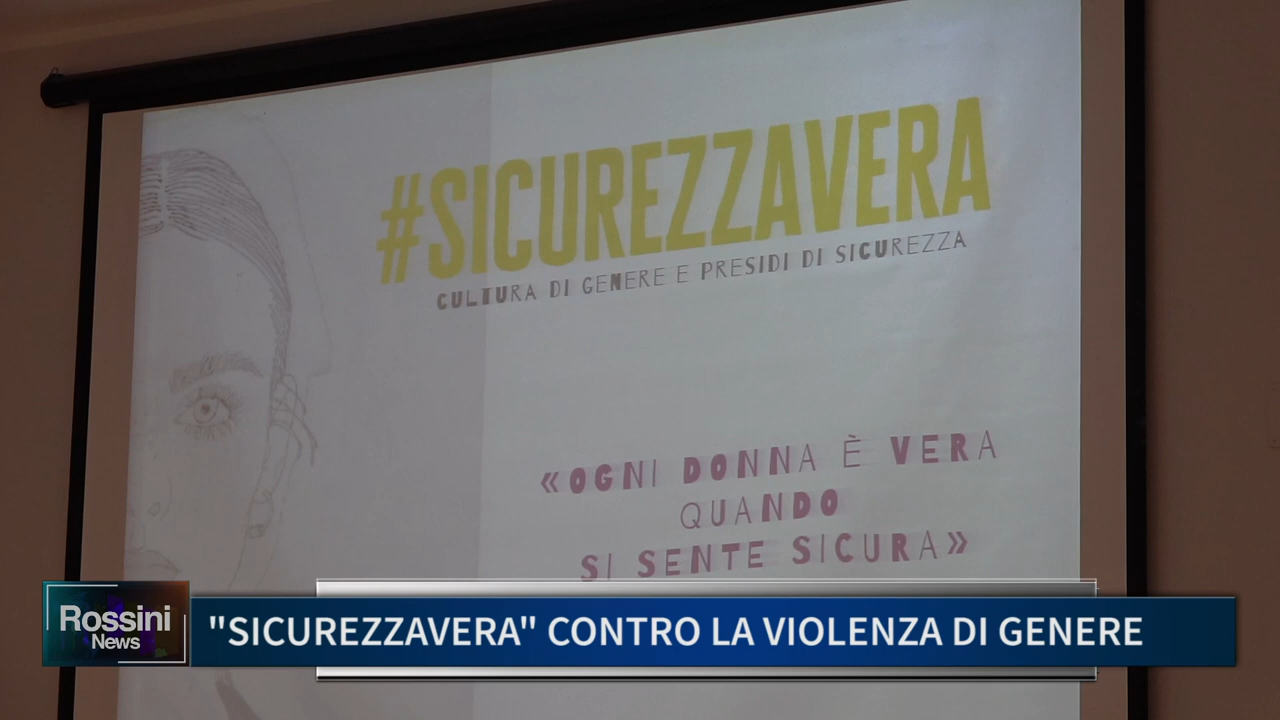 #SICUREZZAVERA
CULTURA DI GENERE E PRESIDI DI SICUREZZA
«OGNI DONNA È VERA
QUANDO
SI SENTE SICURA»
Rossini
News
"SICUREZZAVERA" CONTRO LA VIOLENZA DI GENERE